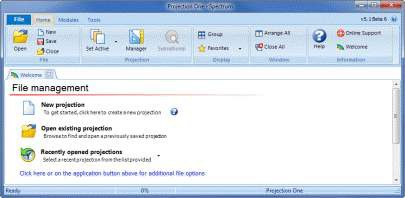 Projection One - Spectrum
File Home Modules Tools v5.1 Beta 6
Open
New
Save
Close
File
Set Active
Manager
Subnational
Projection
Group
Favorites
Display
Arrange All
Close All
Window
Help
Online Support
Welcome
Information
Welcome
File management
New projection
To get started, click here to create new projection
Open existing projection
Browse to find and open a previously saved projection
Recently opened projections
Select a recent projection from the list provided
Click here or on the application button above for additional file options
Ready 0% Projection One